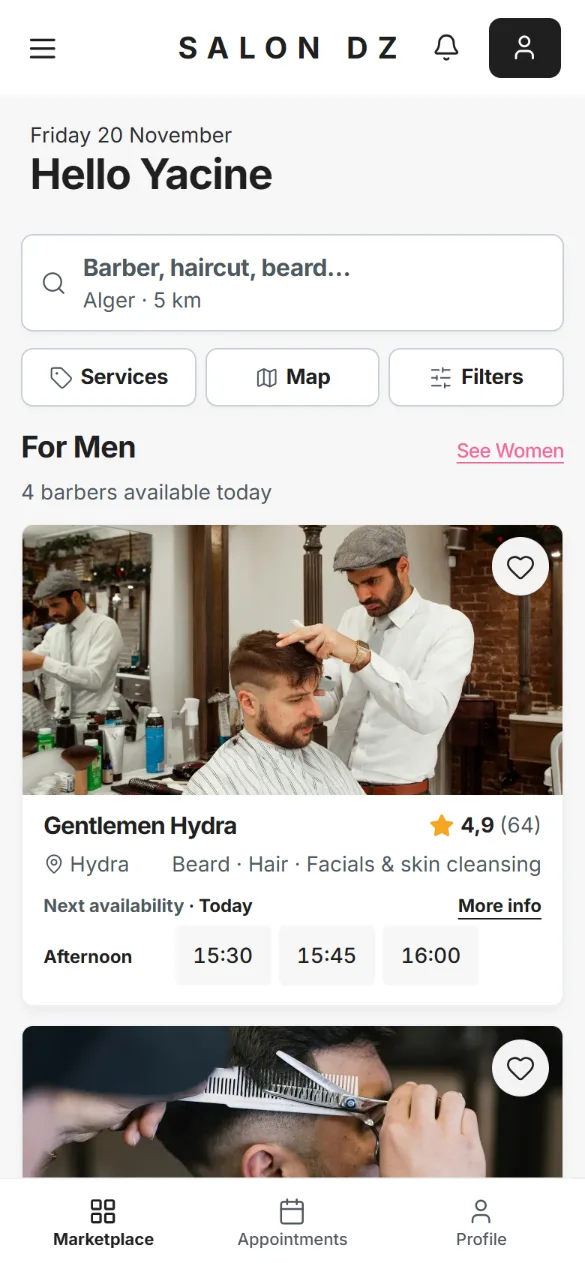 SALON DZ
Friday 20 November
Hello Yacine
Barber, haircut, beard...
Alger · 5 km
Services
Map
Filters
For Men
See Women
4 barbers available today
Gentlemen Hydra
4,9 (64)
Hydra
Beard · Hair · Facials & skin cleansing
Next availability · Today
More info
Afternoon
15:30
15:45
16:00
Marketplace
Appointments
Profile